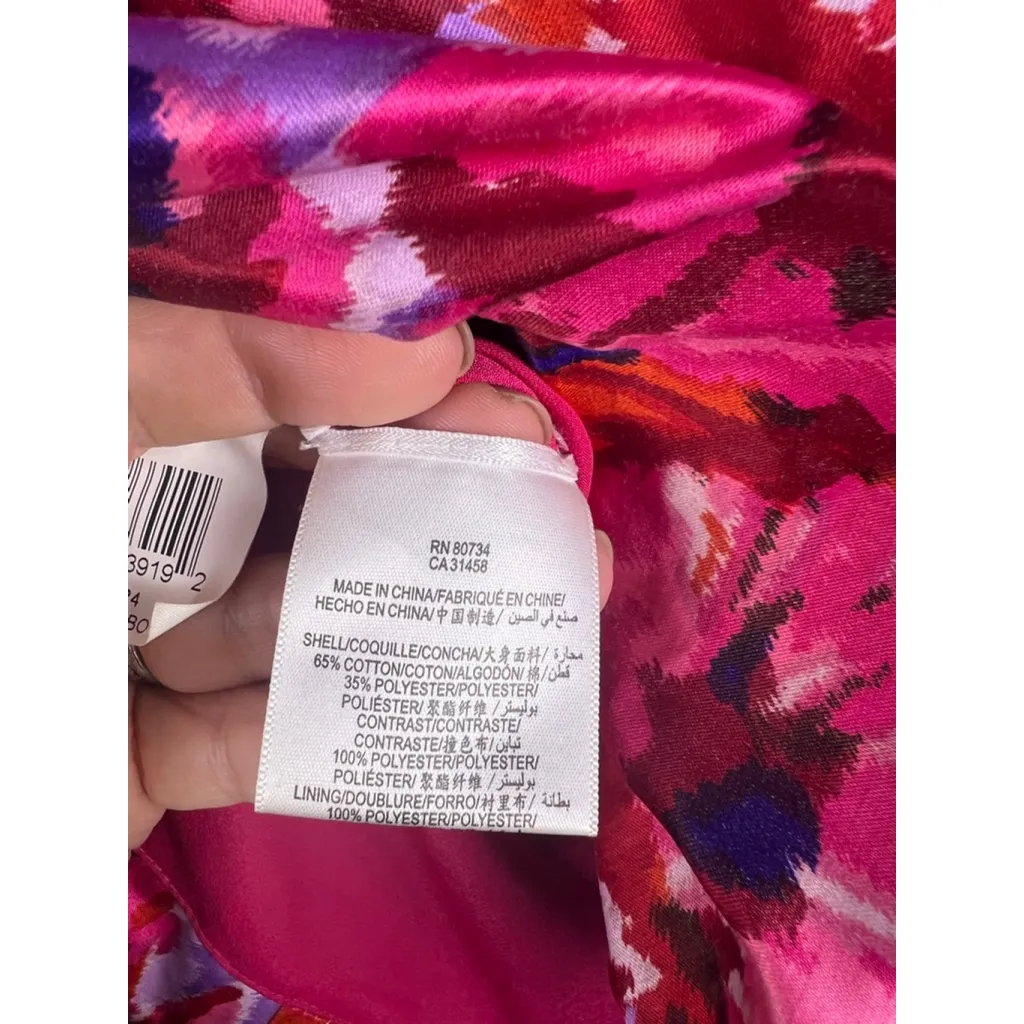 3919 2
RN 80734
CA 31458
MADE IN CHINA/FABRIQUÉ EN CHINE/
HECHO EN CHINA/中国制造/ صنع في الصين
SHELL/COQUILLE/CONCHA/大身面料/ محارة
65% COTTON/COTON/ALGODÓN/棉/ قطن
35% POLYESTER/POLYESTER/
POLIÉSTER/聚酯纤维/ بوليستر
CONTRAST/CONTRASTE/
CONTRASTE/撞色布/ تباين
100% POLYESTER/POLYESTER/
POLIÉSTER/聚酯纤维/ بوليستر
LINING/DOUBLURE/FORRO/衬里布/ بطانة
100% POLYESTER/POLYESTER/